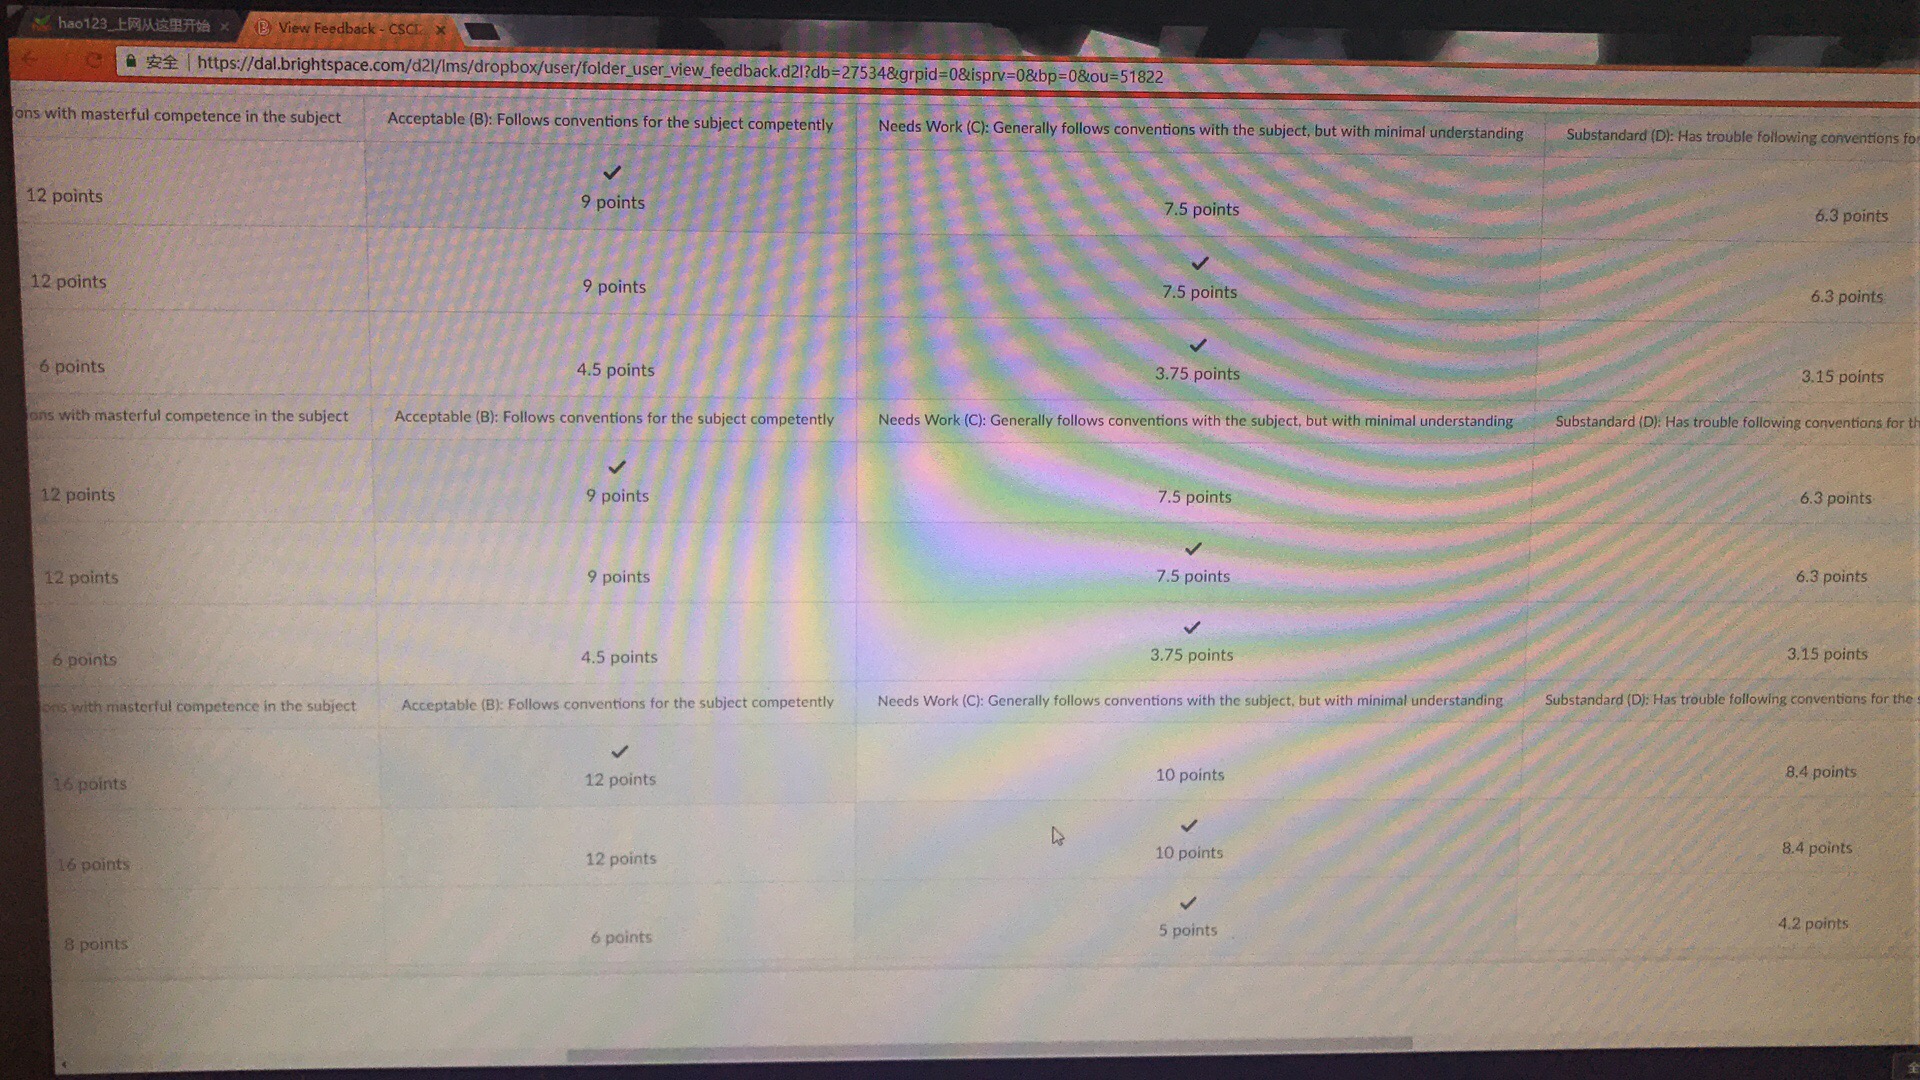 hao123_上网从这里开始 × View Feedback - CSCI ×
安全 | https://dal.brightspace.com/d2l/lms/dropbox/user/folder_user_view_feedback.d2l?db=27534&grpid=0&isprv=0&bp=0&ou=51822
ons with masterful competence in the subject Acceptable (B): Follows conventions for the subject competently Needs Work (C): Generally follows conventions with the subject, but with minimal understanding Substandard (D): Has trouble following conventions for
12 points ✓ 9 points 7.5 points 6.3 points
12 points 9 points ✓ 7.5 points 6.3 points
6 points 4.5 points ✓ 3.75 points 3.15 points
ons with masterful competence in the subject Acceptable (B): Follows conventions for the subject competently Needs Work (C): Generally follows conventions with the subject, but with minimal understanding Substandard (D): Has trouble following conventions for th
12 points ✓ 9 points 7.5 points 6.3 points
12 points 9 points ✓ 7.5 points 6.3 points
6 points 4.5 points ✓ 3.75 points 3.15 points
ons with masterful competence in the subject Acceptable (B): Follows conventions for the subject competently Needs Work (C): Generally follows conventions with the subject, but with minimal understanding Substandard (D): Has trouble following conventions for the s
16 points ✓ 12 points 10 points 8.4 points
16 points 12 points ✓ 10 points 8.4 points
8 points 6 points ✓ 5 points 4.2 points
全